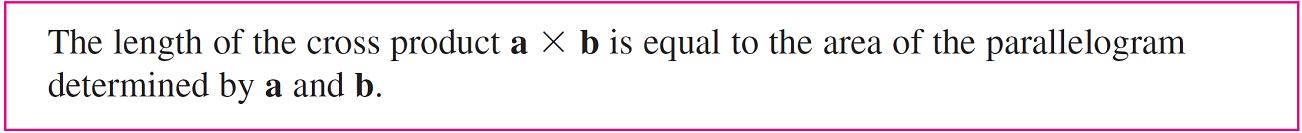 The length of the cross product a × b is equal to the area of the parallelogram
determined by a and b.